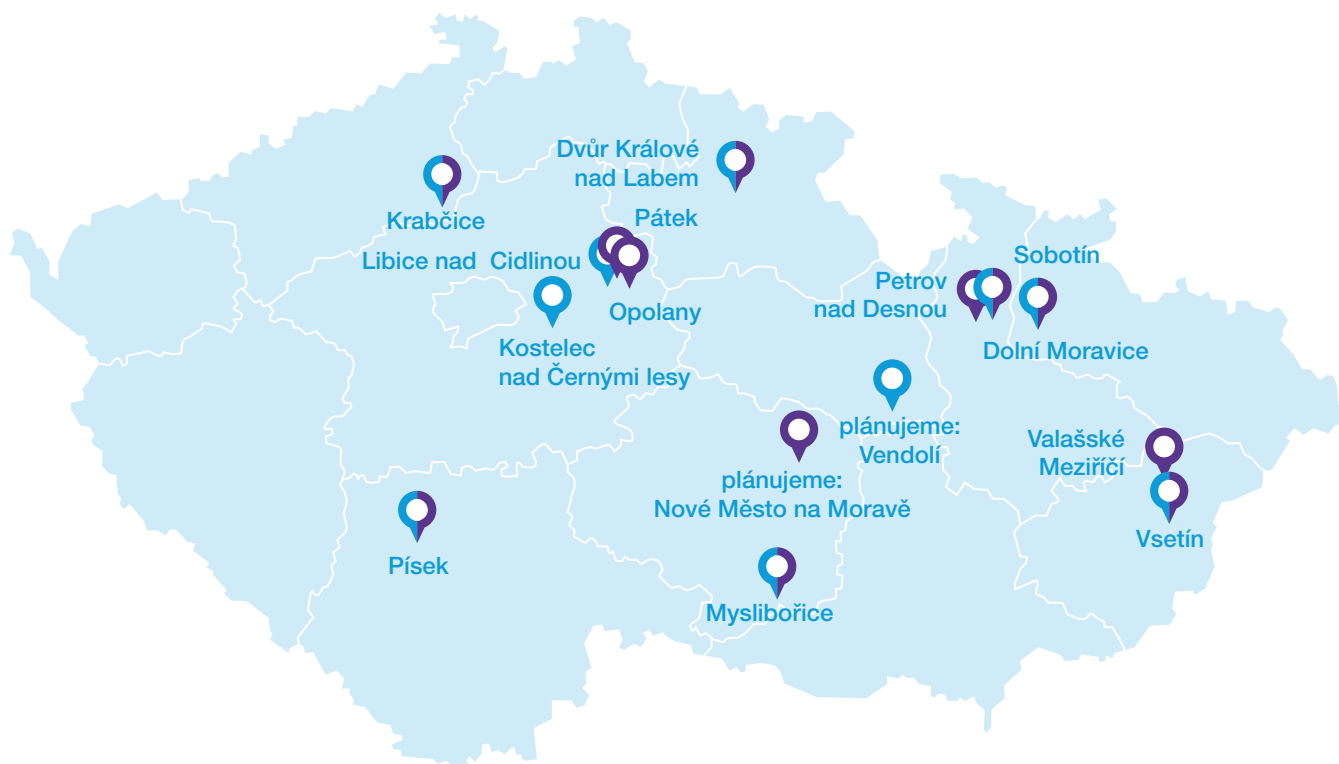 Dvůr Králové
nad Labem
Krabčice
Pátek
Libice nad Cidlinou
Opolany
Kostelec
nad Černými lesy
Sobotín
Petrov
nad Desnou
Dolní Moravice
plánujeme:
Vendolí
Valašské
Meziříčí
plánujeme:
Nové Město na Moravě
Vsetín
Písek
Myslibořice